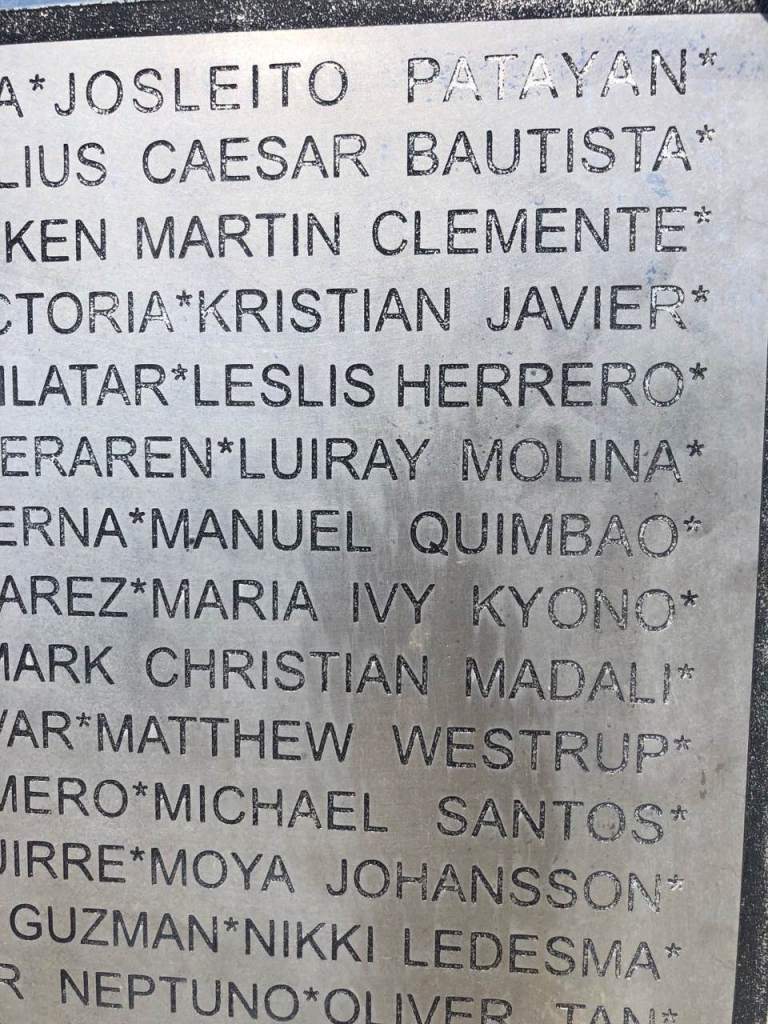 A*JOSLEITO PATAYAN*
LIUS CAESAR BAUTISTA*
KEN MARTIN CLEMENTE*
CTORIA*KRISTIAN JAVIER*
ILATAR*LESLIS HERRERO*
ERAREN*LUIRAY MOLINA*
ERNA*MANUEL QUIMBAO*
AREZ*MARIA IVY KYONO*
MARK CHRISTIAN MADALI*
VAR*MATTHEW WESTRUP*
MERO*MICHAEL SANTOS*
UIRRE*MOYA JOHANSSON*
GUZMAN*NIKKI LEDESMA*
R NEPTUNO*OLIVER TAN*